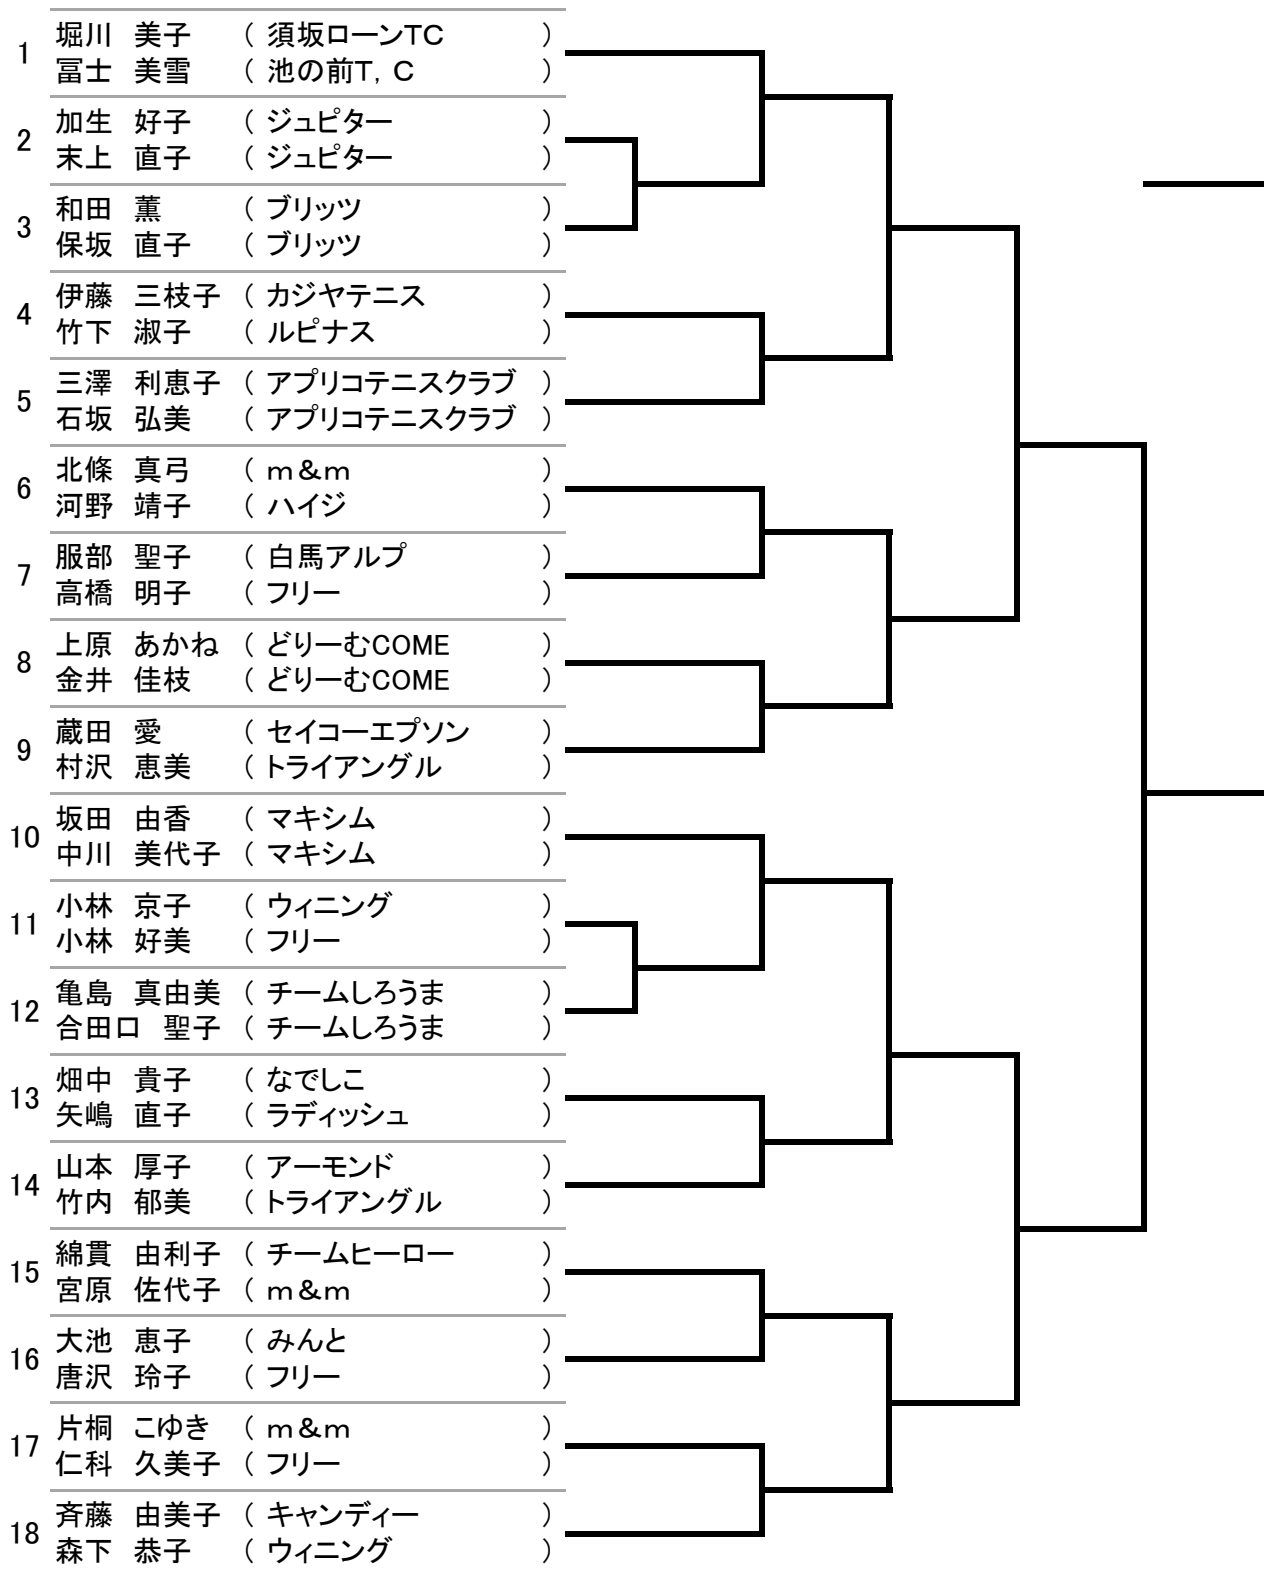 1
堀川 美子 ( 須坂ローンTC )
冨士 美雪 ( 池の前T, C )
2
加生 好子 ( ジュピター )
末上 直子 ( ジュピター )
3
和田 薫 ( ブリッツ )
保坂 直子 ( ブリッツ )
4
伊藤 三枝子 ( カジヤテニス )
竹下 淑子 ( ルピナス )
5
三澤 利恵子 ( アプリコテニスクラブ )
石坂 弘美 ( アプリコテニスクラブ )
6
北條 真弓 ( m&m )
河野 靖子 ( ハイジ )
7
服部 聖子 ( 白馬アルプ )
高橋 明子 ( フリー )
8
上原 あかね ( どりーむCOME )
金井 佳枝 ( どりーむCOME )
9
蔵田 愛 ( セイコーエプソン )
村沢 恵美 ( トライアングル )
10
坂田 由香 ( マキシム )
中川 美代子 ( マキシム )
11
小林 京子 ( ウィニング )
小林 好美 ( フリー )
12
亀島 真由美 ( チームしろうま )
合田口 聖子 ( チームしろうま )
13
畑中 貴子 ( なでしこ )
矢嶋 直子 ( ラディッシュ )
14
山本 厚子 ( アーモンド )
竹内 郁美 ( トライアングル )
15
綿貫 由利子 ( チームヒーロー )
宮原 佐代子 ( m&m )
16
大池 恵子 ( みんと )
唐沢 玲子 ( フリー )
17
片桐 こゆき ( m&m )
仁科 久美子 ( フリー )
18
斉藤 由美子 ( キャンディー )
森下 恭子 ( ウィニング )